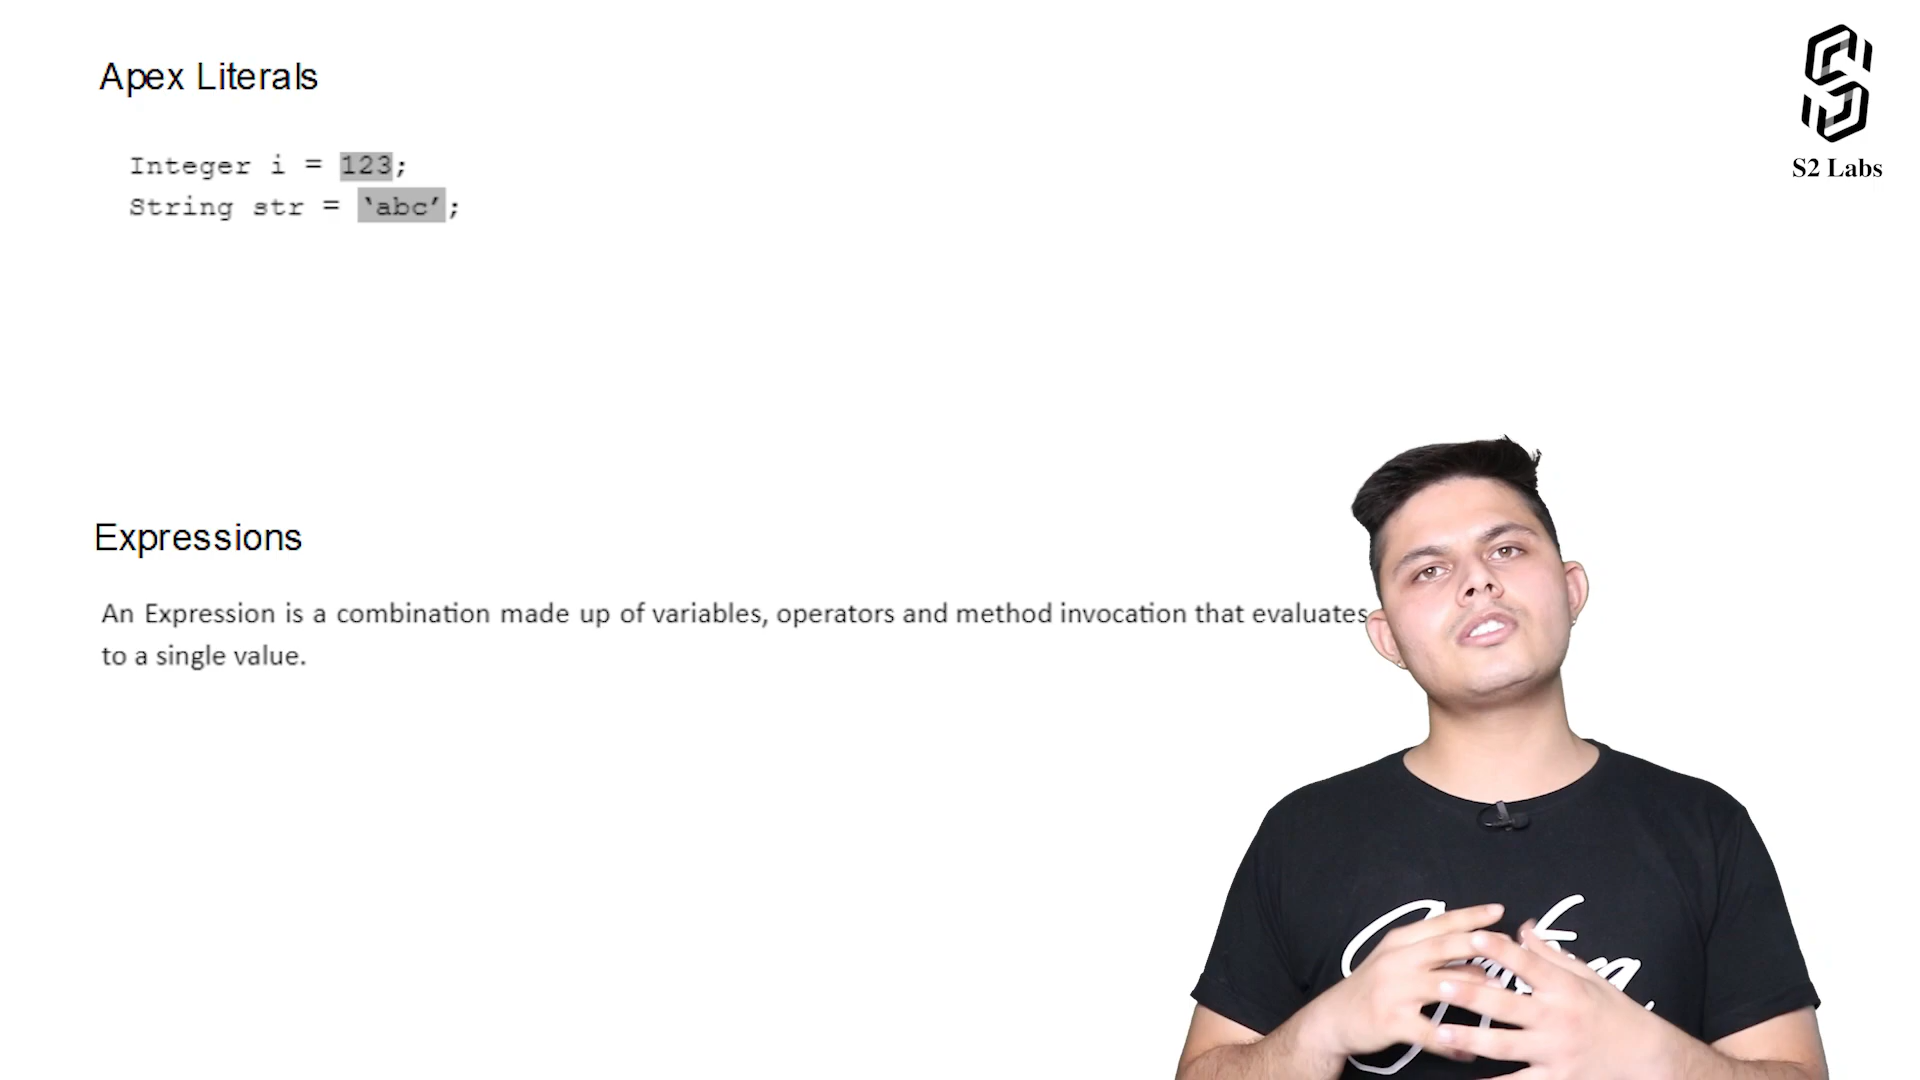 Apex Literals
Integer i = 123;
String str = ‘abc’;
S2 Labs
Expressions
An Expression is a combination made up of variables, operators and method invocation that evaluates
to a single value.